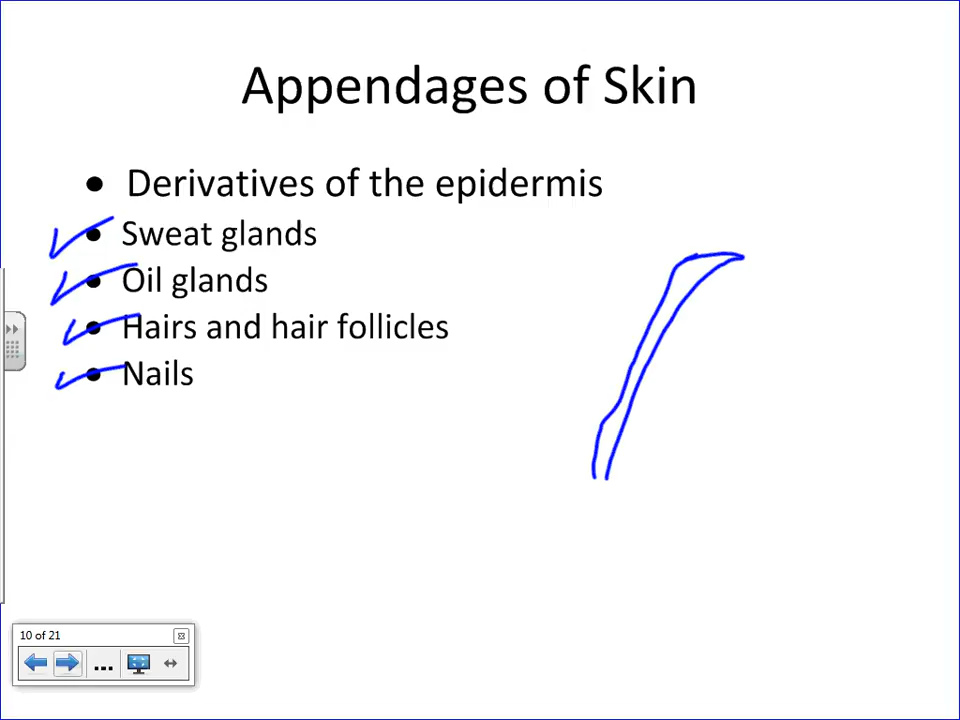 Appendages of Skin
• Derivatives of the epidermis
• Sweat glands
• Oil glands
• Hairs and hair follicles
• Nails
10 of 21
...